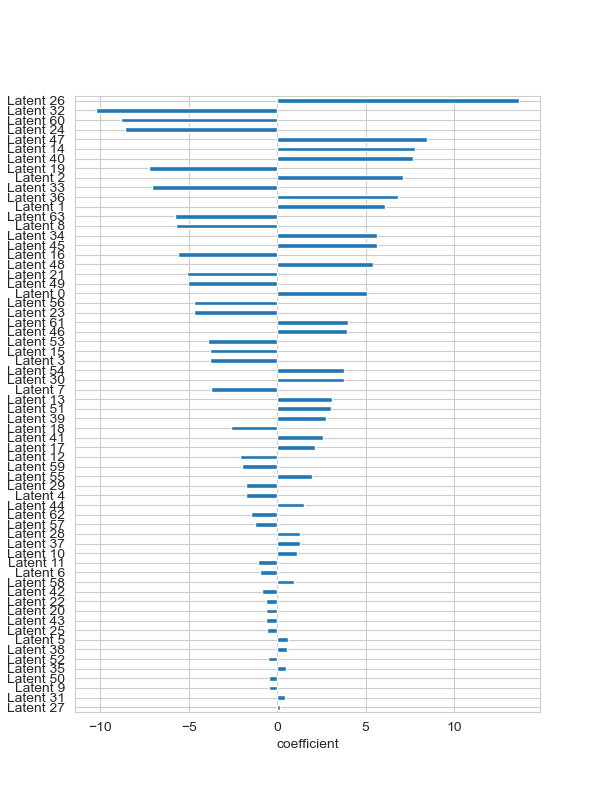 Latent 26
Latent 32
Latent 60
Latent 24
Latent 47
Latent 14
Latent 40
Latent 19
Latent 2
Latent 33
Latent 36
Latent 1
Latent 63
Latent 8
Latent 34
Latent 45
Latent 16
Latent 48
Latent 21
Latent 49
Latent 0
Latent 56
Latent 23
Latent 61
Latent 46
Latent 53
Latent 15
Latent 3
Latent 54
Latent 30
Latent 7
Latent 13
Latent 51
Latent 39
Latent 18
Latent 41
Latent 17
Latent 12
Latent 59
Latent 55
Latent 29
Latent 4
Latent 44
Latent 62
Latent 57
Latent 28
Latent 37
Latent 10
Latent 11
Latent 6
Latent 58
Latent 42
Latent 22
Latent 20
Latent 43
Latent 25
Latent 5
Latent 38
Latent 52
Latent 35
Latent 50
Latent 9
Latent 31
Latent 27
−10 −5 0 5 10
coefficient